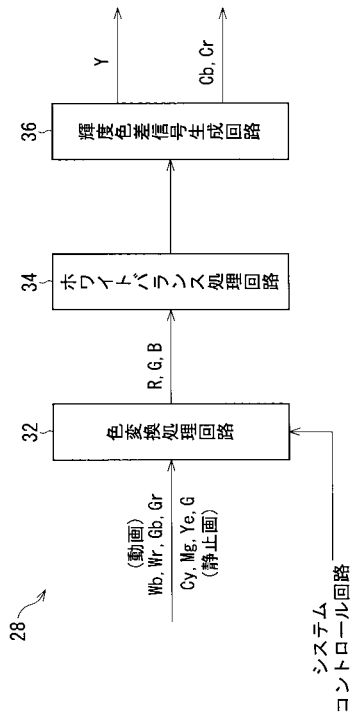 28
(動画)
Wb, Wr, Gb, Gr
Cy, Mg, Ye, G
(静止画)
システム
コントロール回路
32
色変換処理回路
R, G, B
34
ホワイトバランス処理回路
36
輝度色差信号生成回路
Y
Cb, Cr